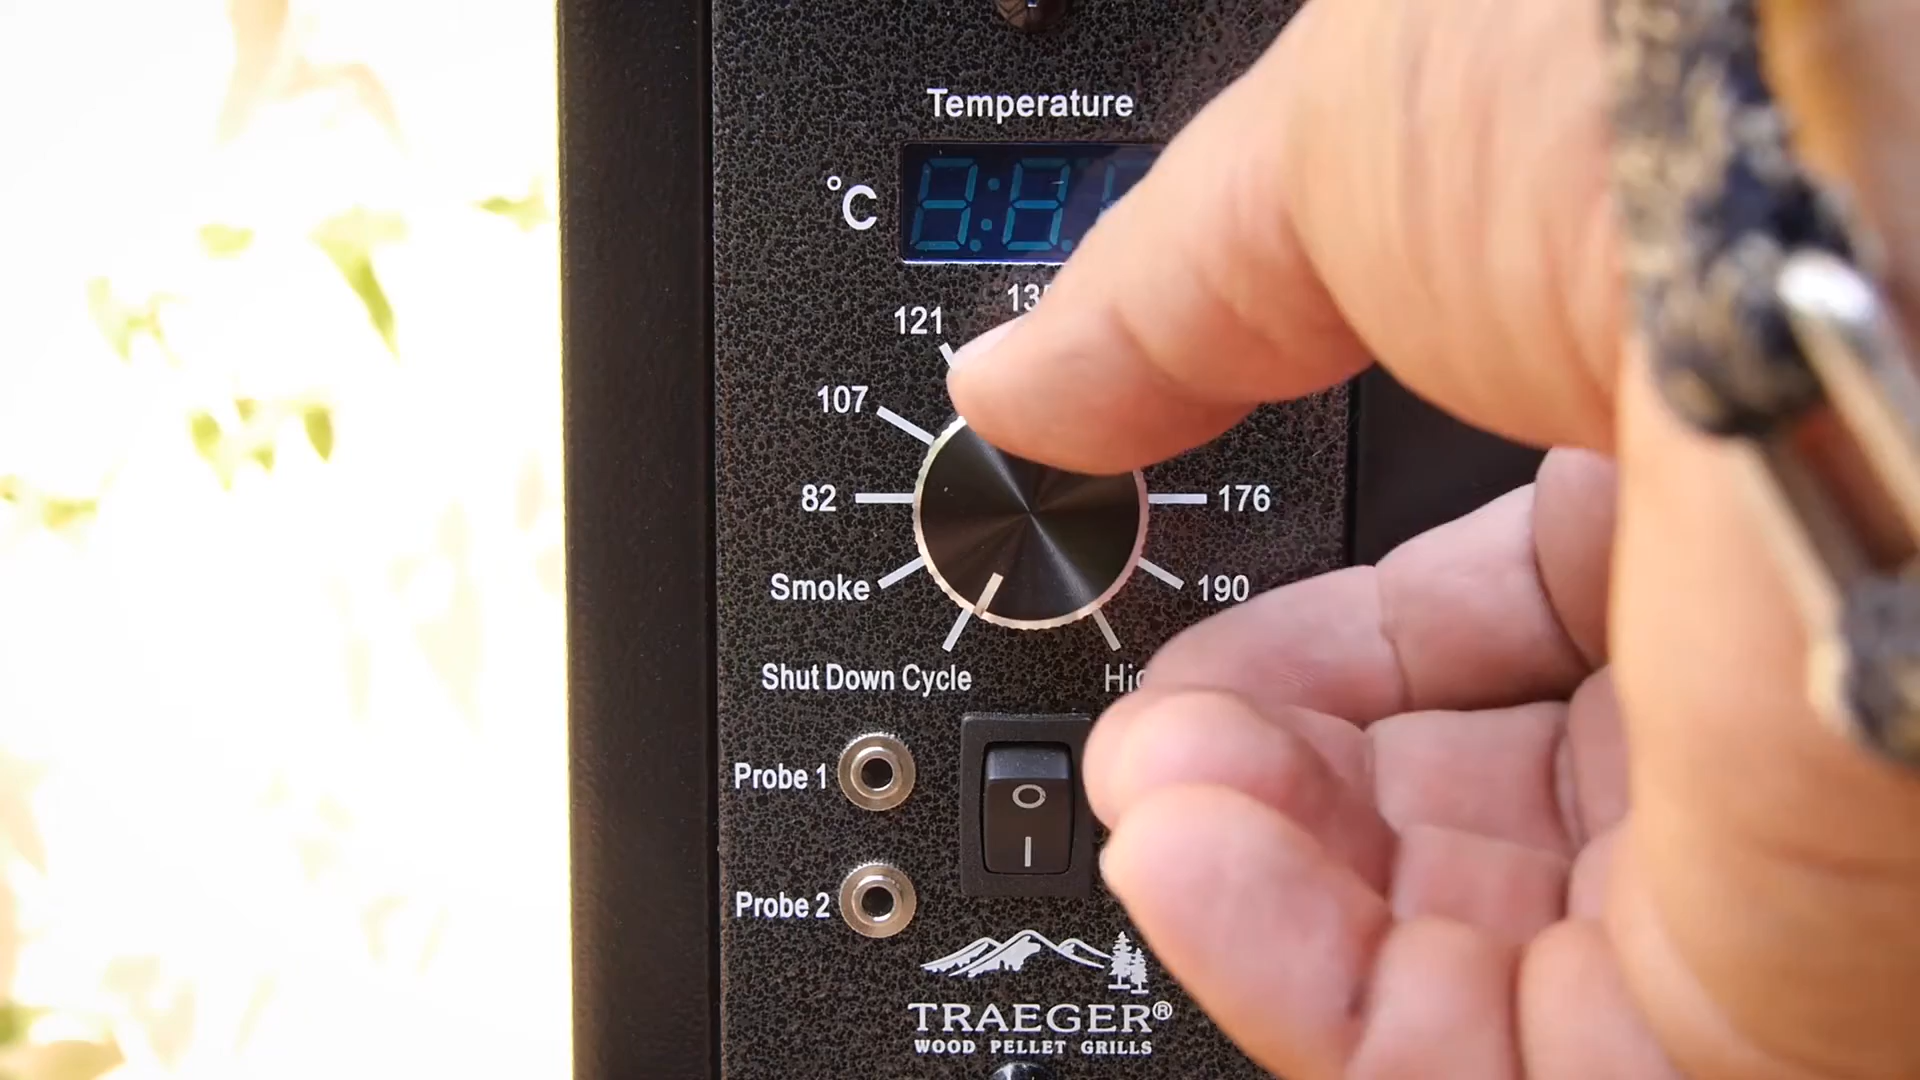 Temperature
°C
121
107
82
176
Smoke
190
Shut Down Cycle
Probe 1
O
I
Probe 2
TRAEGER®
WOOD PELLET GRILLS